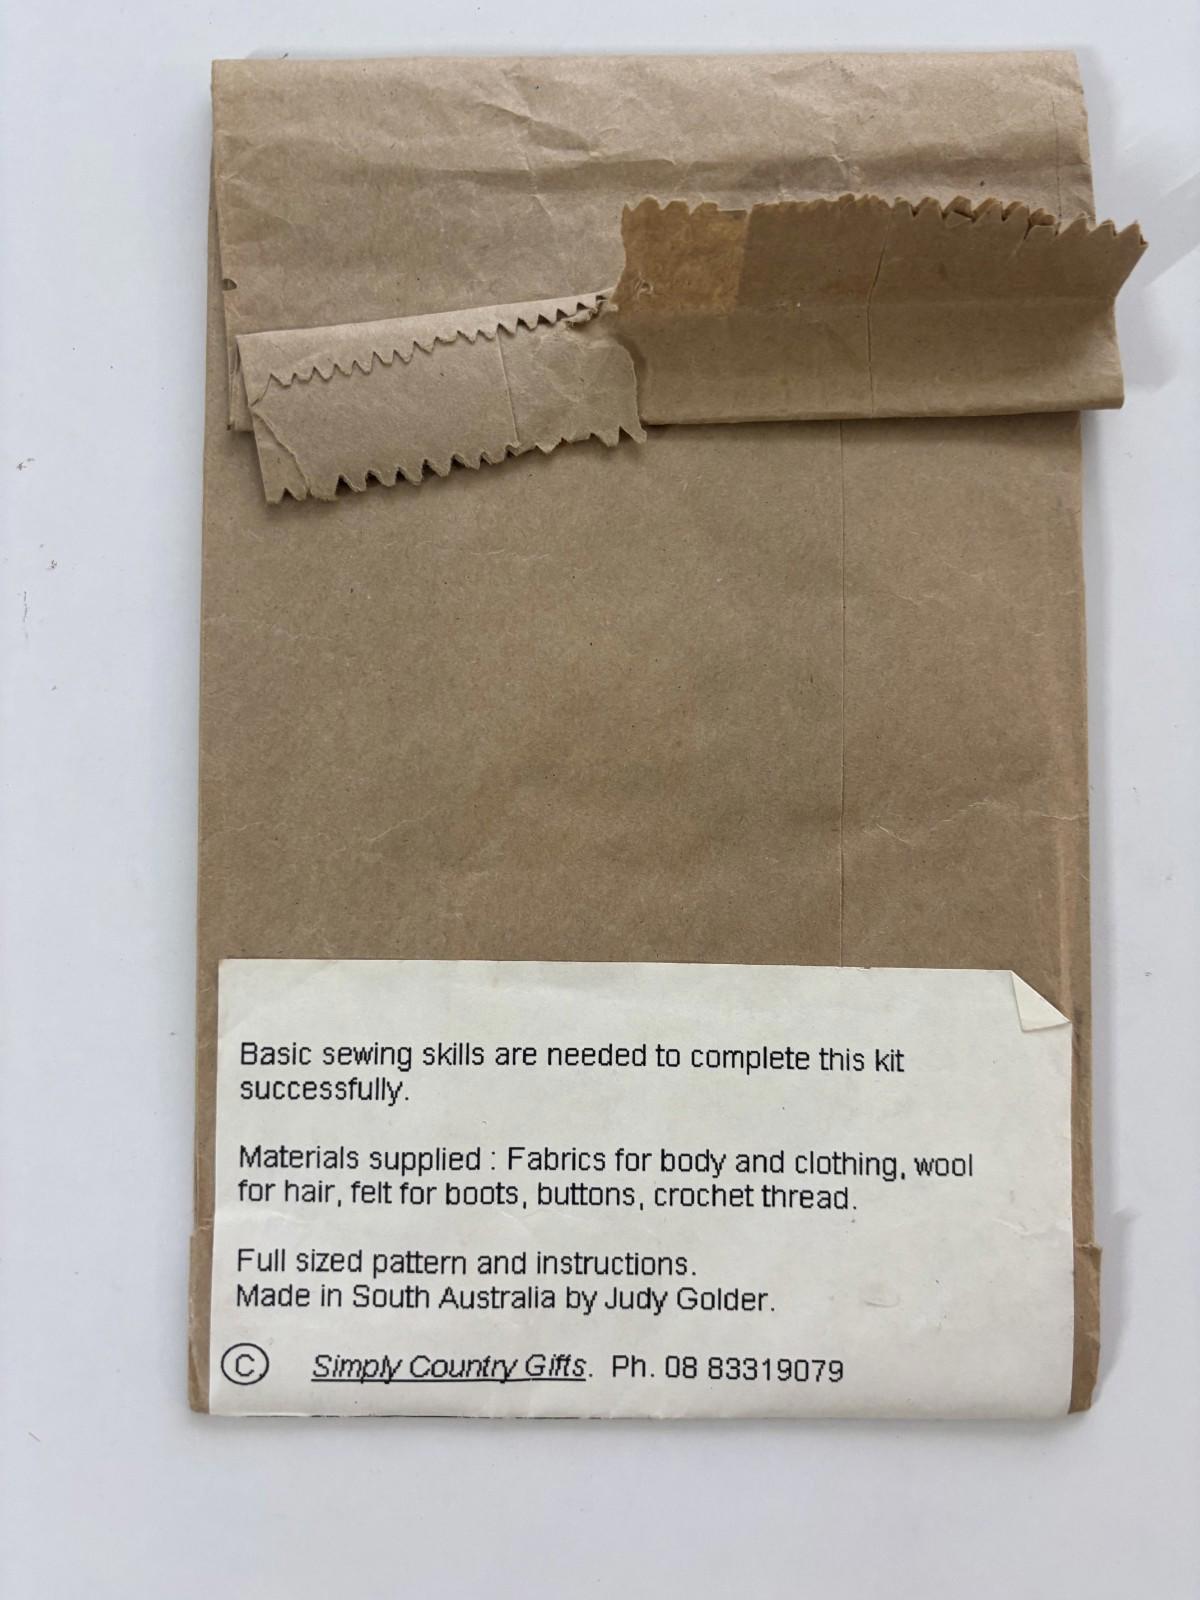 Basic sewing skills are needed to complete this kit
successfully.
Materials supplied : Fabrics for body and clothing, wool
for hair, felt for boots, buttons, crochet thread.
Full sized pattern and instructions.
Made in South Australia by Judy Golder.
© Simply Country Gifts. Ph. 08 83319079